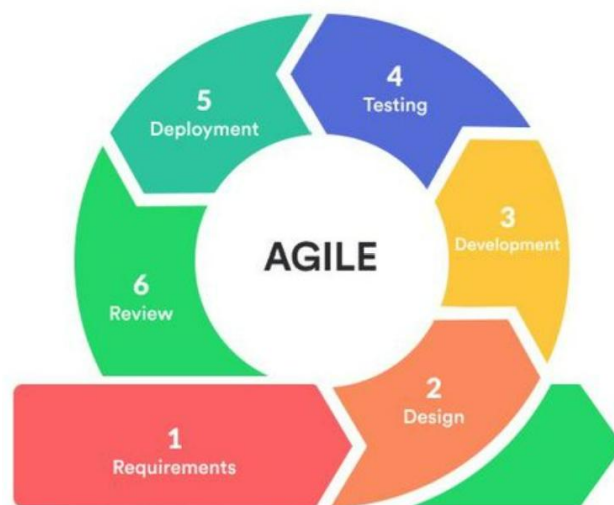 AGILE
1
Requirements
2
Design
3
Development
4
Testing
5
Deployment
6
Review